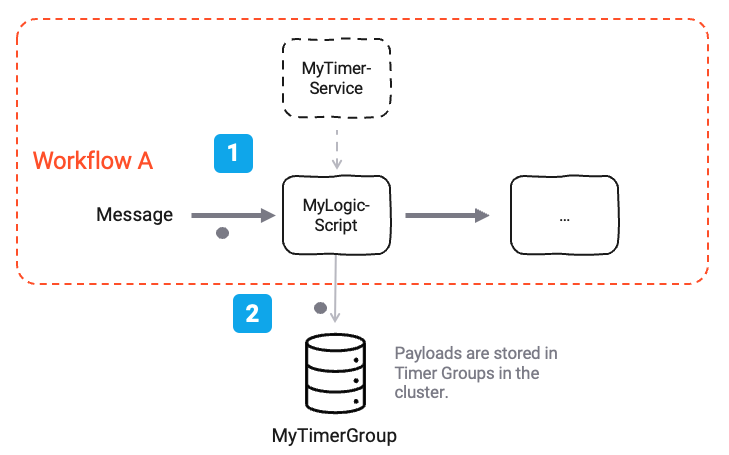 MyTimer-
Service
1
Workflow A
Message
MyLogic-
Script
...
2
Payloads are stored in
Timer Groups in the
cluster.
MyTimerGroup